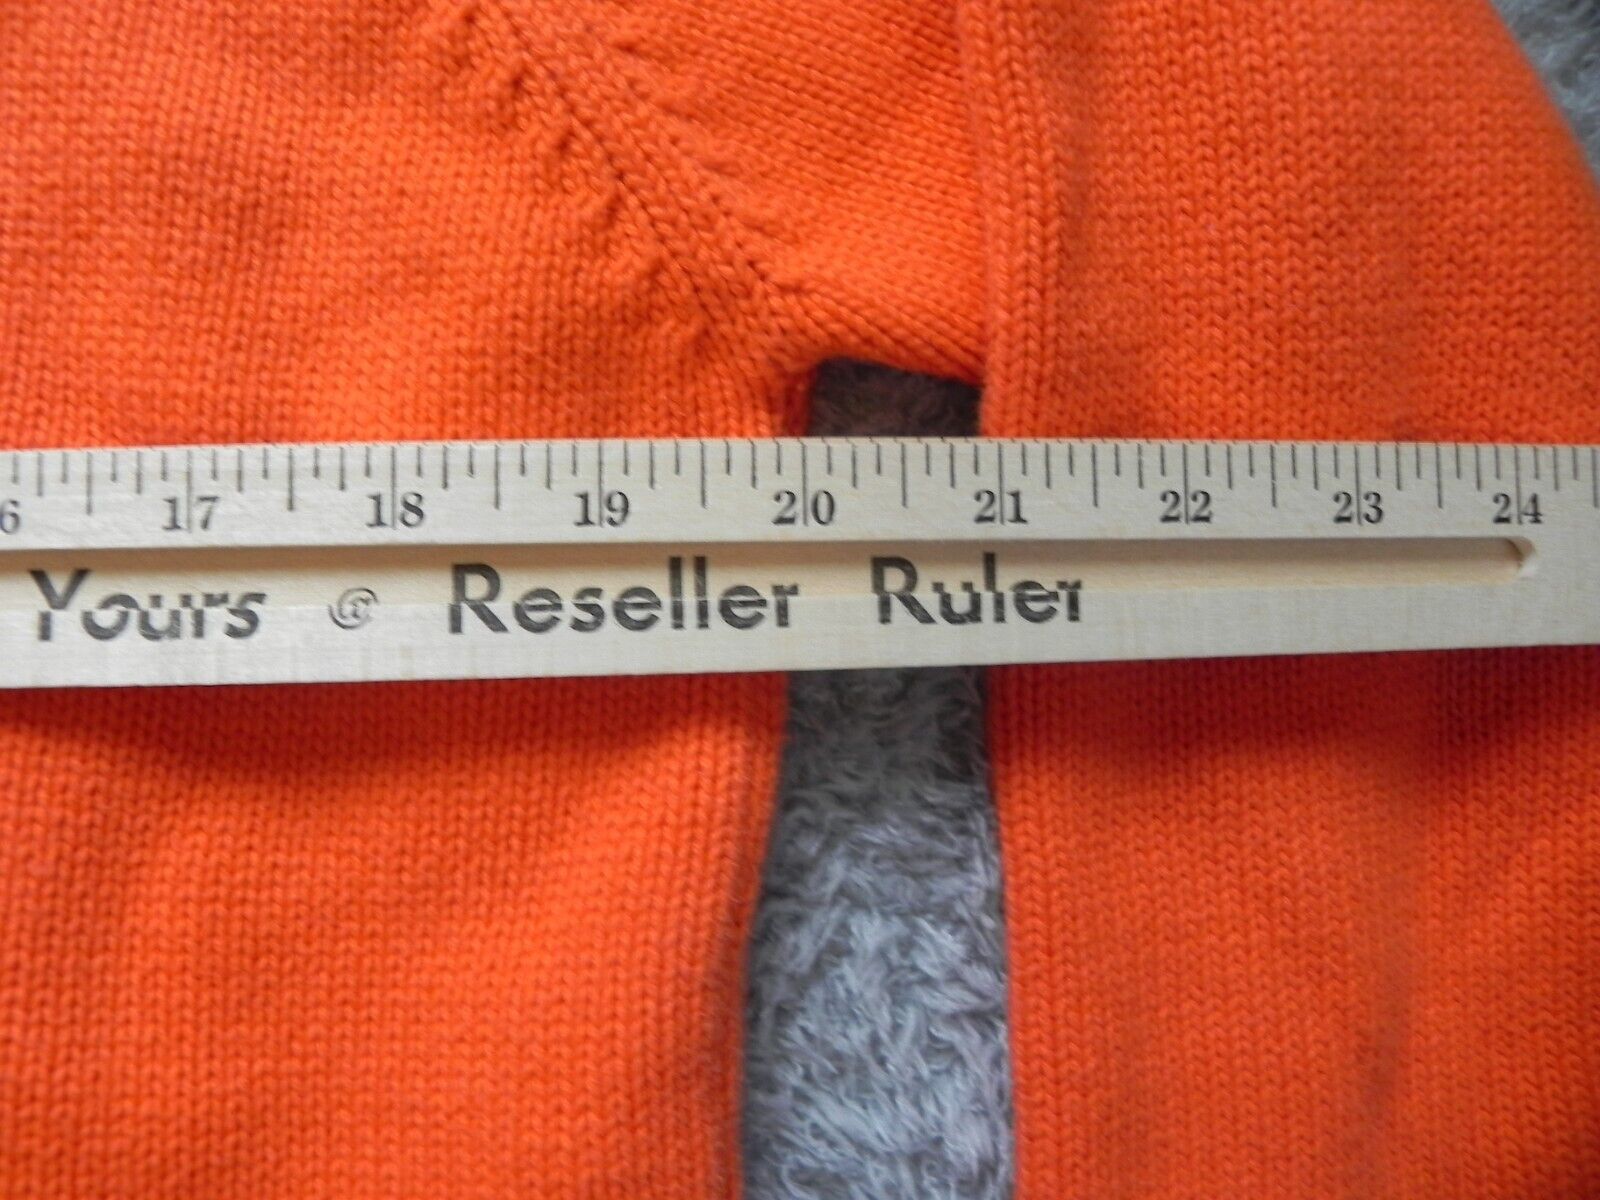 6 17 18 19 20 21 22 23 24
Yours @ Reseller Ruler